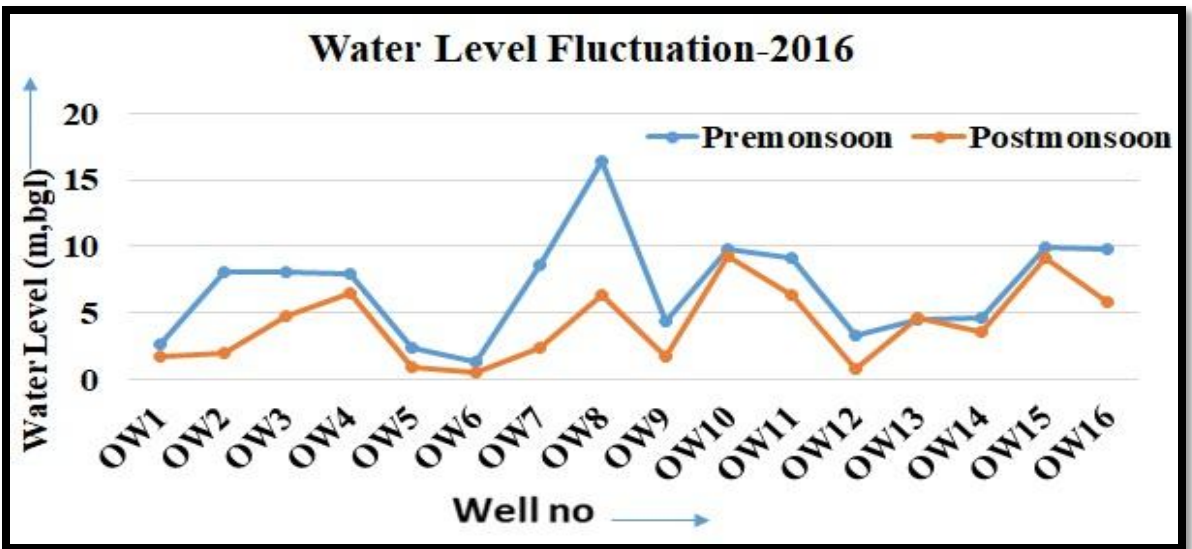 Water Level Fluctuation-2016
Water Level (m,bgl)
20
15
10
5
0
Premonsoon
Postmonsoon
OW1
OW2
OW3
OW4
OW5
OW6
OW7
OW8
OW9
OW10
OW11
OW12
OW13
OW14
OW15
OW16
Well no